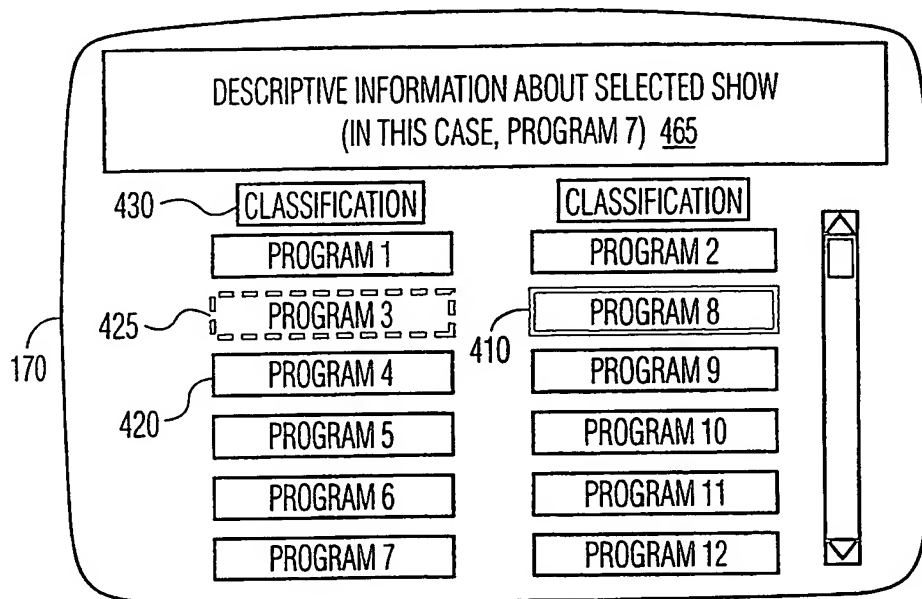 DESCRIPTIVE INFORMATION ABOUT SELECTED SHOW
(IN THIS CASE, PROGRAM 7) 465
430
CLASSIFICATION
CLASSIFICATION
PROGRAM 1
PROGRAM 2
425
PROGRAM 3
410
PROGRAM 8
170
420
PROGRAM 4
PROGRAM 9
PROGRAM 5
PROGRAM 10
PROGRAM 6
PROGRAM 11
PROGRAM 7
PROGRAM 12